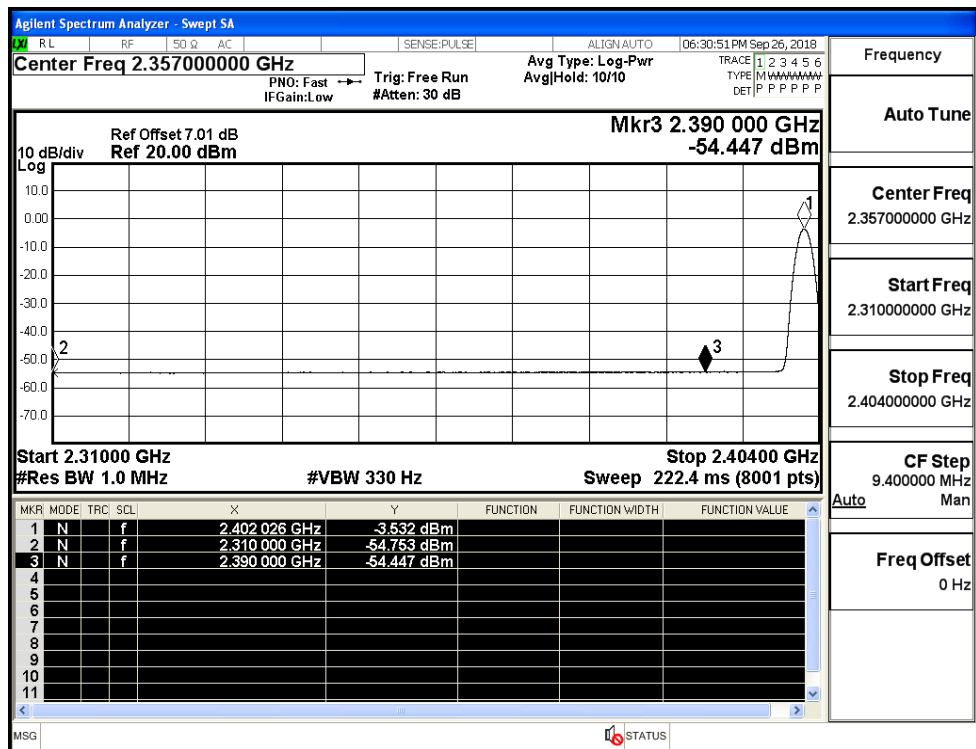 Agilent Spectrum Analyzer - Swept SA
LXI RL RF 50 Ω AC SENSE:PULSE ALIGN AUTO 06:30:51 PM Sep 26, 2018
Center Freq 2.357000000 GHz
PNO: Fast
IFGain:Low
Trig: Free Run
#Atten: 30 dB
Avg Type: Log-Pwr
Avg|Hold: 10/10
TRACE 1 2 3 4 5 6
TYPE M W W W W W
DET P P P P P P
Mkr3 2.390 000 GHz
-54.447 dBm
Ref Offset 7.01 dB
10 dB/div Ref 20.00 dBm
Log
10.0
0.00
-10.0
-20.0
-30.0
-40.0
-50.0
-60.0
-70.0
1
2
3
Start 2.31000 GHz Stop 2.40400 GHz
#Res BW 1.0 MHz #VBW 330 Hz Sweep 222.4 ms (8001 pts)
MKR MODE TRC SCL X Y FUNCTION FUNCTION WIDTH FUNCTION VALUE
1 N f 2.402 026 GHz -3.532 dBm
2 N f 2.310 000 GHz -54.753 dBm
3 N f 2.390 000 GHz -54.447 dBm
4
5
6
7
8
9
10
11
MSG STATUS
Frequency
Auto Tune
Center Freq
2.357000000 GHz
Start Freq
2.310000000 GHz
Stop Freq
2.404000000 GHz
CF Step
9.400000 MHz
Auto Man
Freq Offset
0 Hz